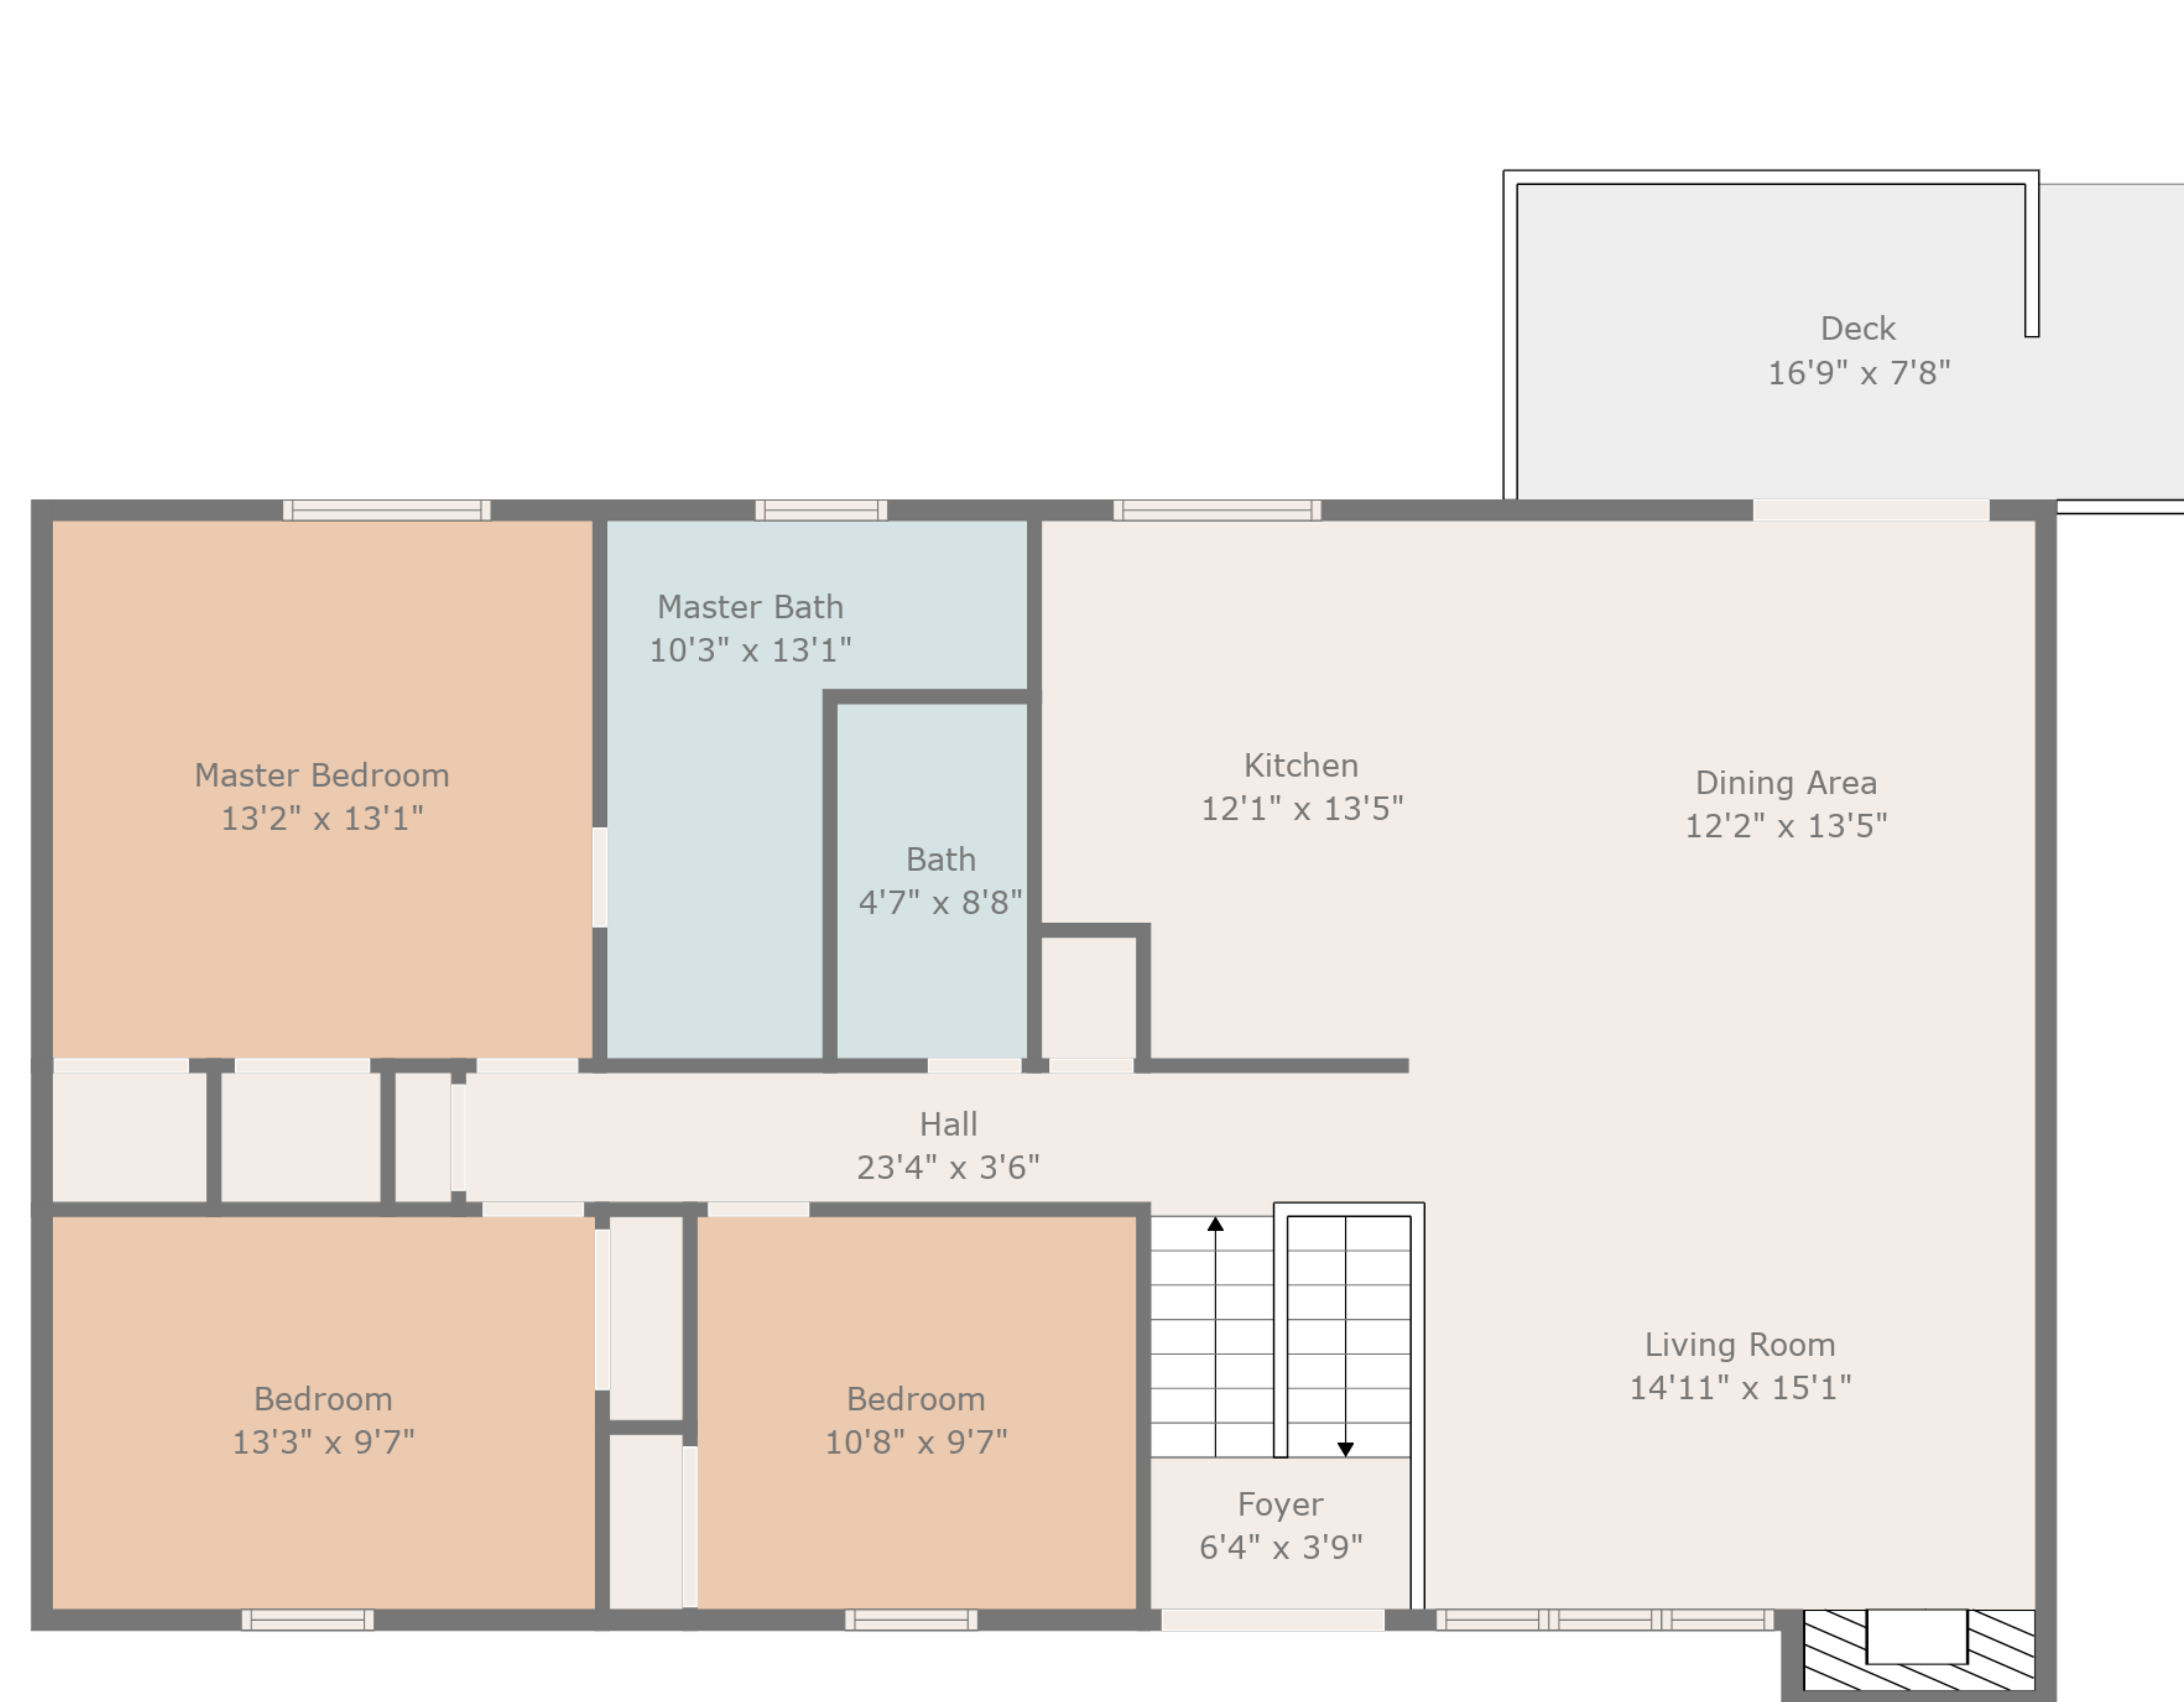 Deck
16'9" x 7'8"
Master Bath
10'3" x 13'1"
Master Bedroom
13'2" x 13'1"
Kitchen
12'1" x 13'5"
Dining Area
12'2" x 13'5"
Bath
4'7" x 8'8"
Hall
23'4" x 3'6"
Living Room
14'11" x 15'1"
Bedroom
13'3" x 9'7"
Bedroom
10'8" x 9'7"
Foyer
6'4" x 3'9"